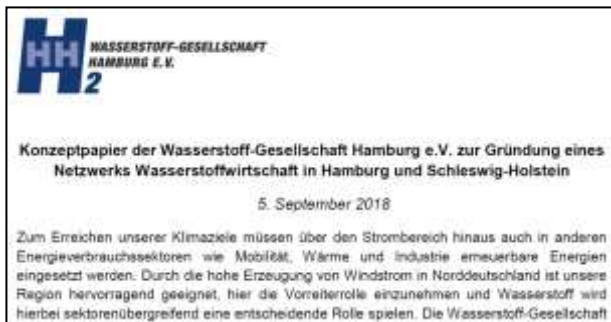 HH2
WASSERSTOFF-GESELLSCHAFT
HAMBURG E.V.
Konzeptpapier der Wasserstoff-Gesellschaft Hamburg e.V. zur Gründung eines
Netzwerks Wasserstoffwirtschaft in Hamburg und Schleswig-Holstein
5. September 2018
Zum Erreichen unserer Klimaziele müssen über den Strombereich hinaus auch in anderen
Energieverbrauchssektoren wie Mobilität, Wärme und Industrie erneuerbare Energien
eingesetzt werden. Durch die hohe Erzeugung von Windstrom in Norddeutschland ist unsere
Region hervorragend geeignet, hier die Vorreiterrolle einzunehmen und Wasserstoff wird
hierbei sektorenübergreifend eine entscheidende Rolle spielen. Die Wasserstoff-Gesellschaft